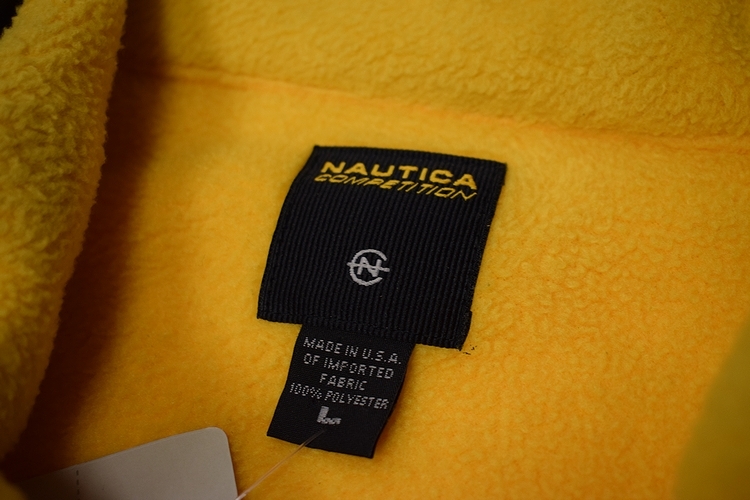 NAUTICA
COMPETITION
N
MADE IN U.S.A.
OF IMPORTED
FABRIC
100% POLYESTER
L